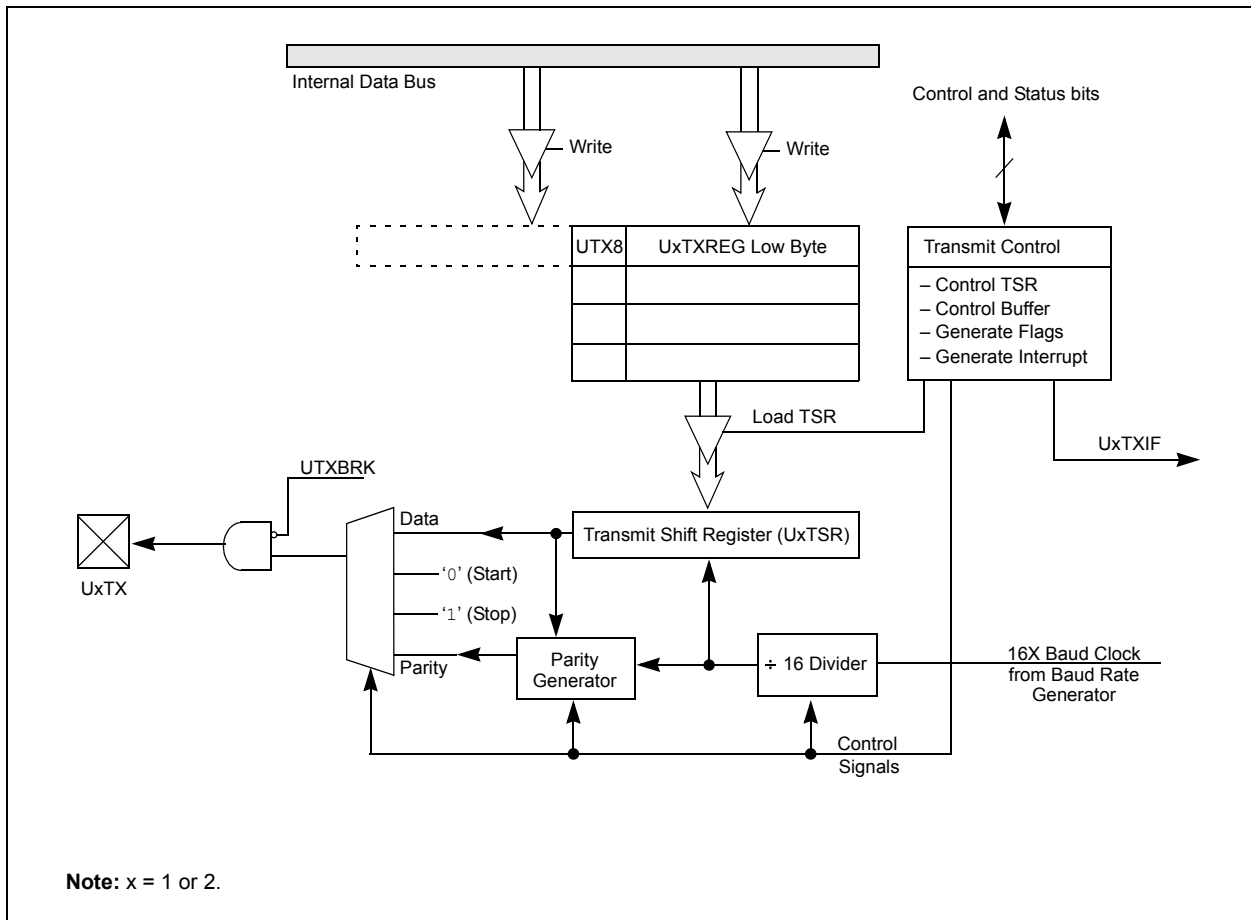 Internal Data Bus
Control and Status bits
Write
Write
UTX8
UxTXREG Low Byte
Transmit Control
– Control TSR
– Control Buffer
– Generate Flags
– Generate Interrupt
Load TSR
UxTXIF
UTXBRK
Data
Transmit Shift Register (UxTSR)
UxTX
‘0’ (Start)
‘1’ (Stop)
Parity
Parity
Generator
÷ 16 Divider
16X Baud Clock
from Baud Rate
Generator
Control
Signals
Note: x = 1 or 2.